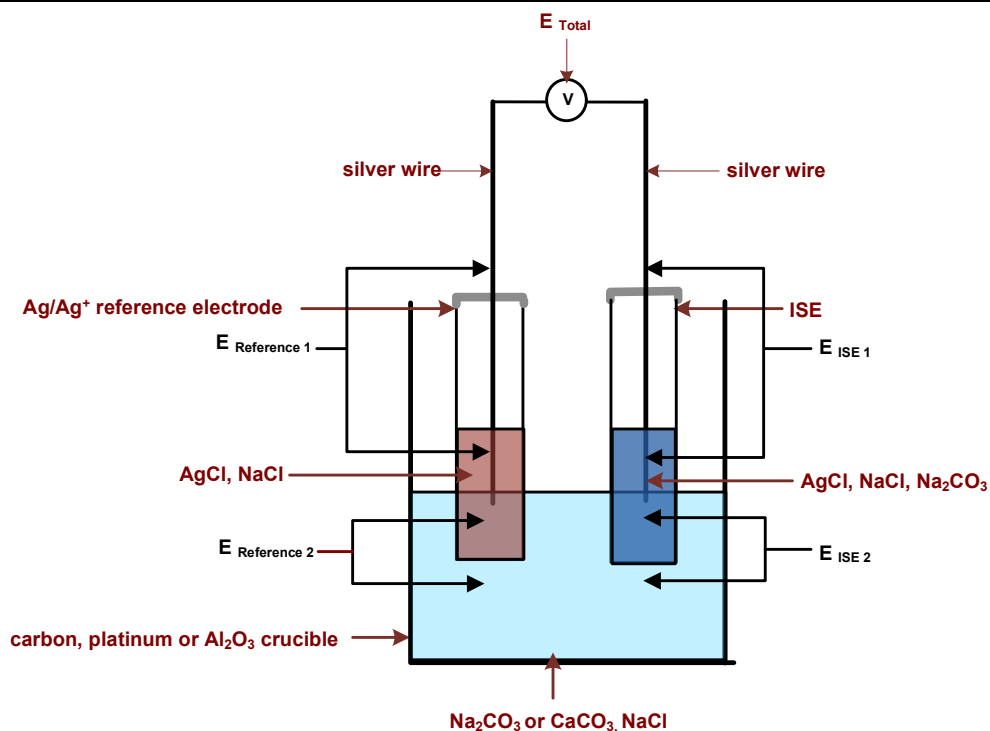 E Total
V
silver wire
silver wire
Ag/Ag⁺ reference electrode
ISE
E Reference 1
E ISE 1
AgCl, NaCl
AgCl, NaCl, Na₂CO₃
E Reference 2
E ISE 2
carbon, platinum or Al₂O₃ crucible
Na₂CO₃ or CaCO₃, NaCl